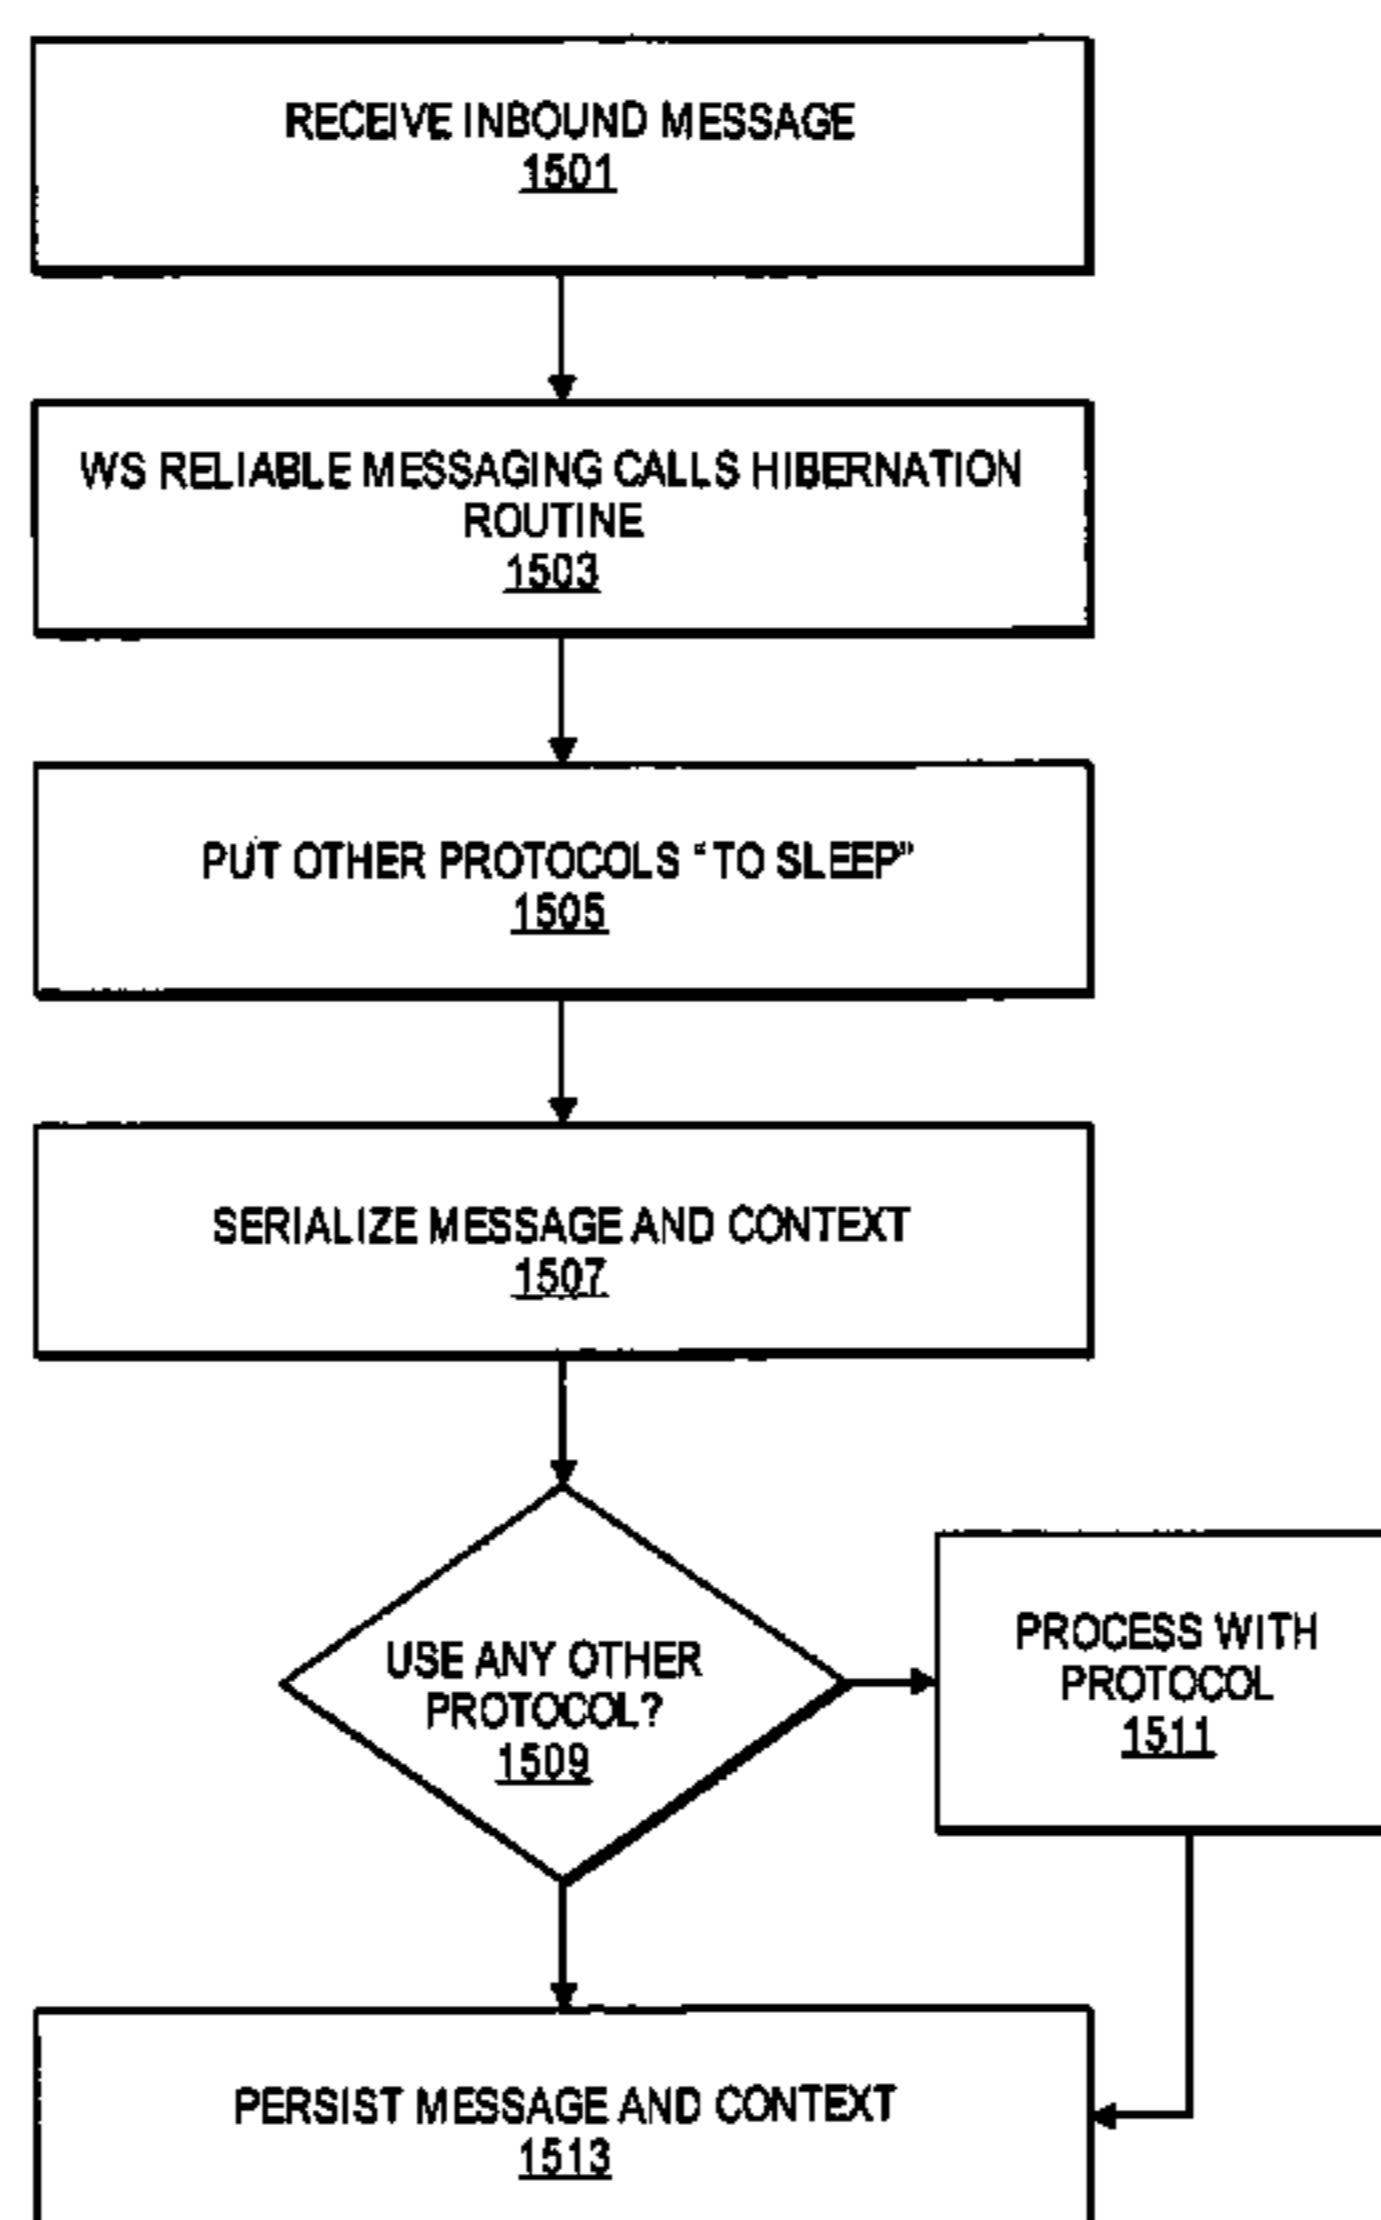 RECEIVE INBOUND MESSAGE
1501
WS RELIABLE MESSAGING CALLS HIBERNATION
ROUTINE
1503
PUT OTHER PROTOCOLS "TO SLEEP"
1505
SERIALIZE MESSAGE AND CONTEXT
1507
USE ANY OTHER
PROTOCOL?
1509
PROCESS WITH
PROTOCOL
1511
PERSIST MESSAGE AND CONTEXT
1513